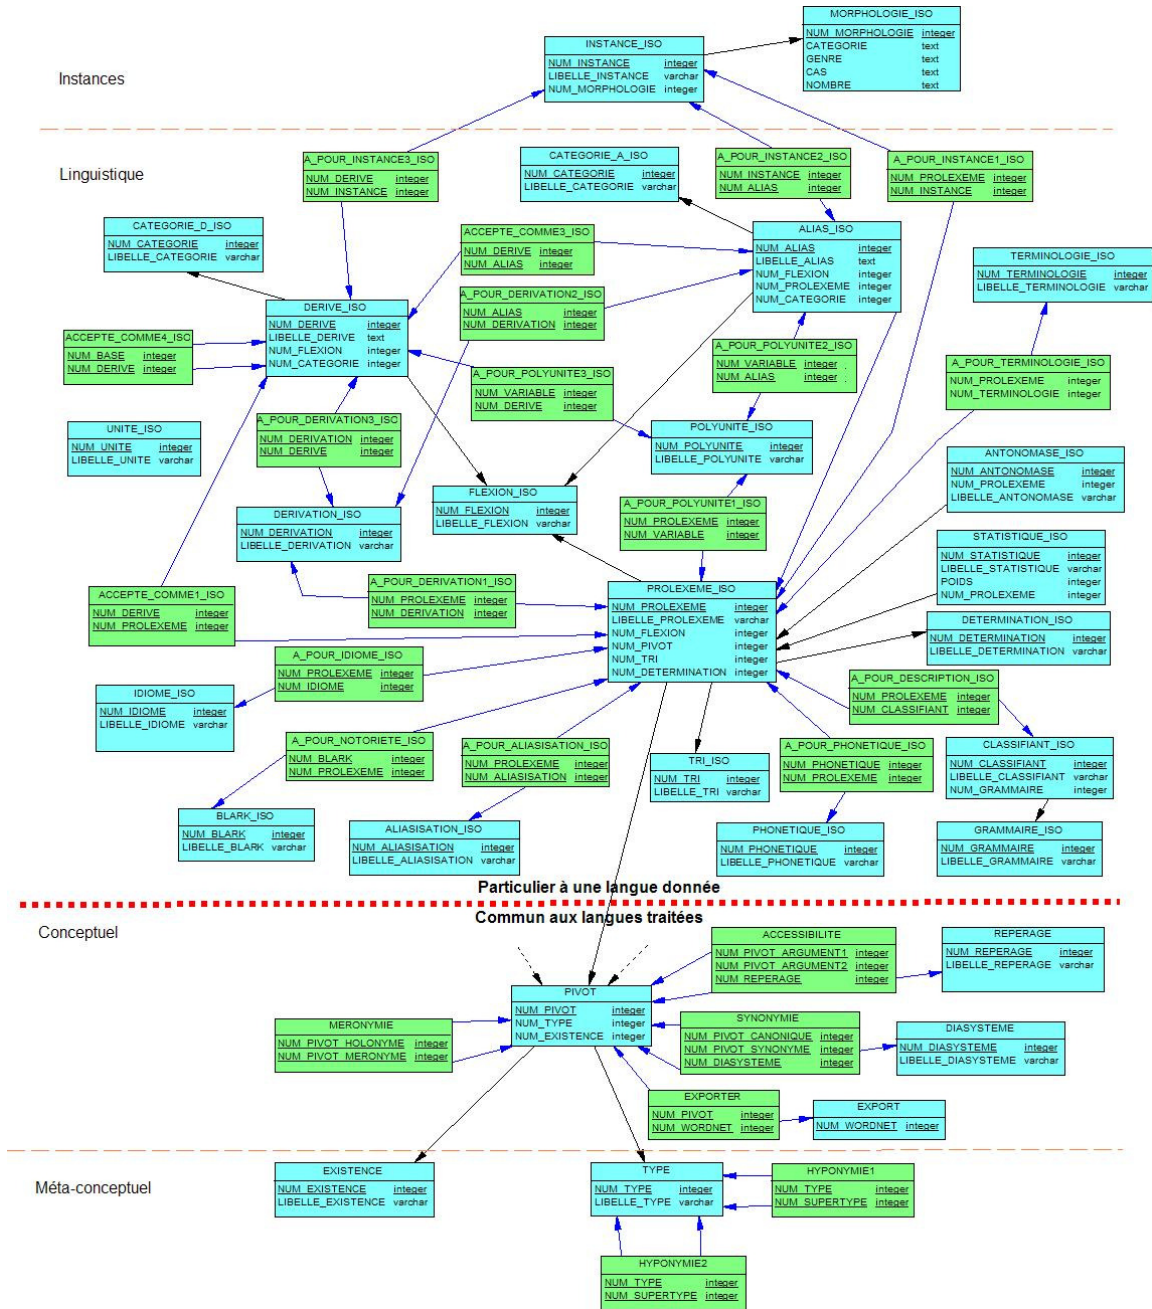 MORPHOLOGIE_ISO
NUM_MORPHOLOGIE integer
CATEGORIE text
GENRE text
CAS text
NOMBRE text
INSTANCE_ISO
NUM_INSTANCE integer
LIBELLE_INSTANCE varchar
NUM_MORPHOLOGIE integer
Instances
Linguistique
A_POUR_INSTANCE3_ISO
NUM_DERIVE integer
NUM_INSTANCE integer
CATEGORIE_A_ISO
NUM_CATEGORIE integer
LIBELLE_CATEGORIE varchar
A_POUR_INSTANCE2_ISO
NUM_INSTANCE integer
NUM_ALIAS integer
A_POUR_INSTANCE1_ISO
NUM_PROLEXEME integer
NUM_INSTANCE integer
CATEGORIE_D_ISO
NUM_CATEGORIE integer
LIBELLE_CATEGORIE varchar
ACCEPTE_COMME3_ISO
NUM_DERIVE integer
NUM_ALIAS integer
ALIAS_ISO
NUM_ALIAS integer
LIBELLE_ALIAS text
NUM_FLEXION integer
NUM_PROLEXEME integer
NUM_CATEGORIE integer
TERMINOLOGIE_ISO
NUM_TERMINOLOGIE integer
LIBELLE_TERMINOLOGIE varchar
A_POUR_DERIVATION2_ISO
NUM_ALIAS integer
NUM_DERIVATION integer
DERIVE_ISO
NUM_DERIVE integer
LIBELLE_DERIVE text
NUM_FLEXION integer
NUM_CATEGORIE integer
ACCEPTE_COMME4_ISO
NUM_BASE integer
NUM_DERIVE integer
A_POUR_POLYUNITE2_ISO
NUM_VARIABLE integer
NUM_ALIAS integer
A_POUR_TERMINOLOGIE_ISO
NUM_PROLEXEME integer
NUM_TERMINOLOGIE integer
A_POUR_POLYUNITE3_ISO
NUM_VARIABLE integer
NUM_DERIVE integer
UNITE_ISO
NUM_UNITE integer
LIBELLE_UNITE varchar
A_POUR_DERIVATION3_ISO
NUM_DERIVATION integer
NUM_DERIVE integer
POLYUNITE_ISO
NUM_POLYUNITE integer
LIBELLE_POLYUNITE varchar
ANTONOMASE_ISO
NUM_ANTONOMASE integer
NUM_PROLEXEME integer
LIBELLE_ANTONOMASE varchar
FLEXION_ISO
NUM_FLEXION integer
LIBELLE_FLEXION varchar
A_POUR_POLYUNITE1_ISO
NUM_PROLEXEME integer
NUM_VARIABLE integer
DERIVATION_ISO
NUM_DERIVATION integer
LIBELLE_DERIVATION varchar
STATISTIQUE_ISO
NUM_STATISTIQUE integer
LIBELLE_STATISTIQUE varchar
POIDS integer
NUM_PROLEXEME integer
ACCEPTE_COMME1_ISO
NUM_DERIVE integer
NUM_PROLEXEME integer
A_POUR_DERIVATION1_ISO
NUM_PROLEXEME integer
NUM_DERIVATION integer
PROLEXEME_ISO
NUM_PROLEXEME integer
LIBELLE_PROLEXEME varchar
NUM_FLEXION integer
NUM_PIVOT integer
NUM_TRI integer
NUM_DETERMINATION integer
DETERMINATION_ISO
NUM_DETERMINATION integer
LIBELLE_DETERMINATION varchar
A_POUR_IDIOME_ISO
NUM_PROLEXEME integer
NUM_IDIOME integer
A_POUR_DESCRIPTION_ISO
NUM_PROLEXEME integer
NUM_CLASSIFIANT integer
IDIOME_ISO
NUM_IDIOME integer
LIBELLE_IDIOME varchar
A_POUR_NOTORIETE_ISO
NUM_BLARK integer
NUM_PROLEXEME integer
A_POUR_ALIASISATION_ISO
NUM_PROLEXEME integer
NUM_ALIASISATION integer
TRI_ISO
NUM_TRI integer
LIBELLE_TRI varchar
A_POUR_PHONETIQUE_ISO
NUM_PHONETIQUE integer
NUM_PROLEXEME integer
CLASSIFIANT_ISO
NUM_CLASSIFIANT integer
LIBELLE_CLASSIFIANT varchar
NUM_GRAMMAIRE integer
BLARK_ISO
NUM_BLARK integer
LIBELLE_BLARK varchar
ALIASISATION_ISO
NUM_ALIASISATION integer
LIBELLE_ALIASISATION varchar
PHONETIQUE_ISO
NUM_PHONETIQUE integer
LIBELLE_PHONETIQUE varchar
GRAMMAIRE_ISO
NUM_GRAMMAIRE integer
LIBELLE_GRAMMAIRE varchar
Particulier à une langue donnée
Commun aux langues traitées
Conceptuel
ACCESSIBILITE
NUM_PIVOT_ARGUMENT1 integer
NUM_PIVOT_ARGUMENT2 integer
NUM_REPERAGE integer
REPERAGE
NUM_REPERAGE integer
LIBELLE_REPERAGE varchar
PIVOT
NUM_PIVOT integer
NUM_TYPE integer
NUM_EXISTENCE integer
MERONYMIE
NUM_PIVOT_HOLONYME integer
NUM_PIVOT_MERONYME integer
SYNONYMIE
NUM_PIVOT_CANONIQUE integer
NUM_PIVOT_SYNONYME integer
NUM_DIASYSTEME integer
DIASYSTEME
NUM_DIASYSTEME integer
LIBELLE_DIASYSTEME varchar
EXPORTER
NUM_PIVOT integer
NUM_WORDNET integer
EXPORT
NUM_WORDNET integer
Méta-conceptuel
EXISTENCE
NUM_EXISTENCE integer
LIBELLE_EXISTENCE varchar
TYPE
NUM_TYPE integer
LIBELLE_TYPE varchar
HYPONYMIE1
NUM_TYPE integer
NUM_SUPERTYPE integer
HYPONYMIE2
NUM_TYPE integer
NUM_SUPERTYPE integer